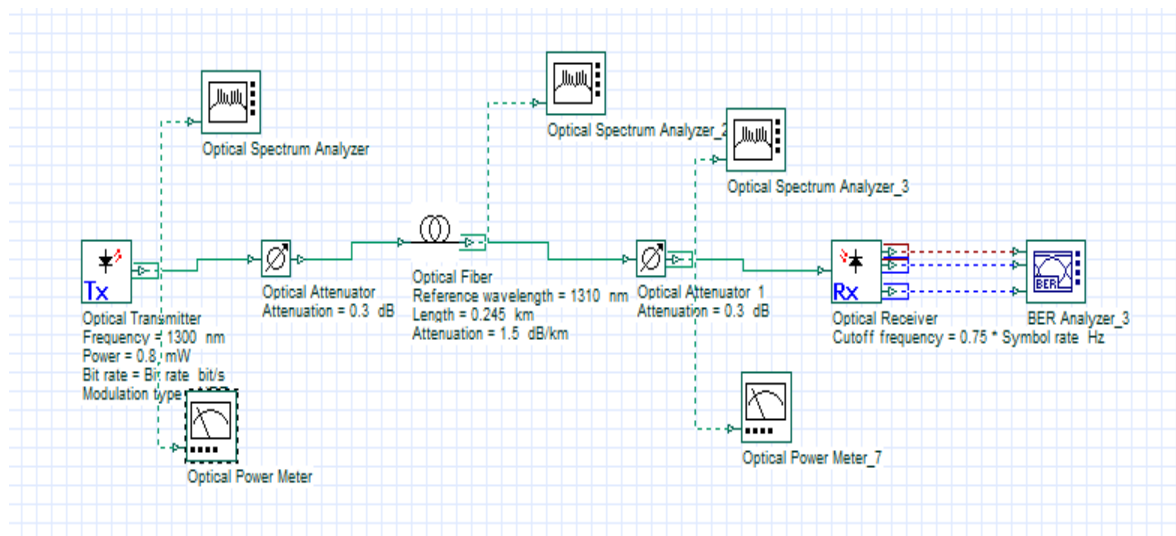 Optical Spectrum Analyzer
Optical Spectrum Analyzer_2
Optical Spectrum Analyzer_3
Tx
Optical Transmitter
Frequency = 1300 nm
Power = 0.8 mW
Bit rate = Bit rate bit/s
Modulation type
Optical Attenuator
Attenuation = 0.3 dB
Optical Fiber
Reference wavelength = 1310 nm
Length = 0.245 km
Attenuation = 1.5 dB/km
Optical Attenuator_1
Attenuation = 0.3 dB
Rx
Optical Receiver
Cutoff frequency = 0.75 * Symbol rate Hz
BER
BER Analyzer_3
Optical Power Meter
Optical Power Meter_7